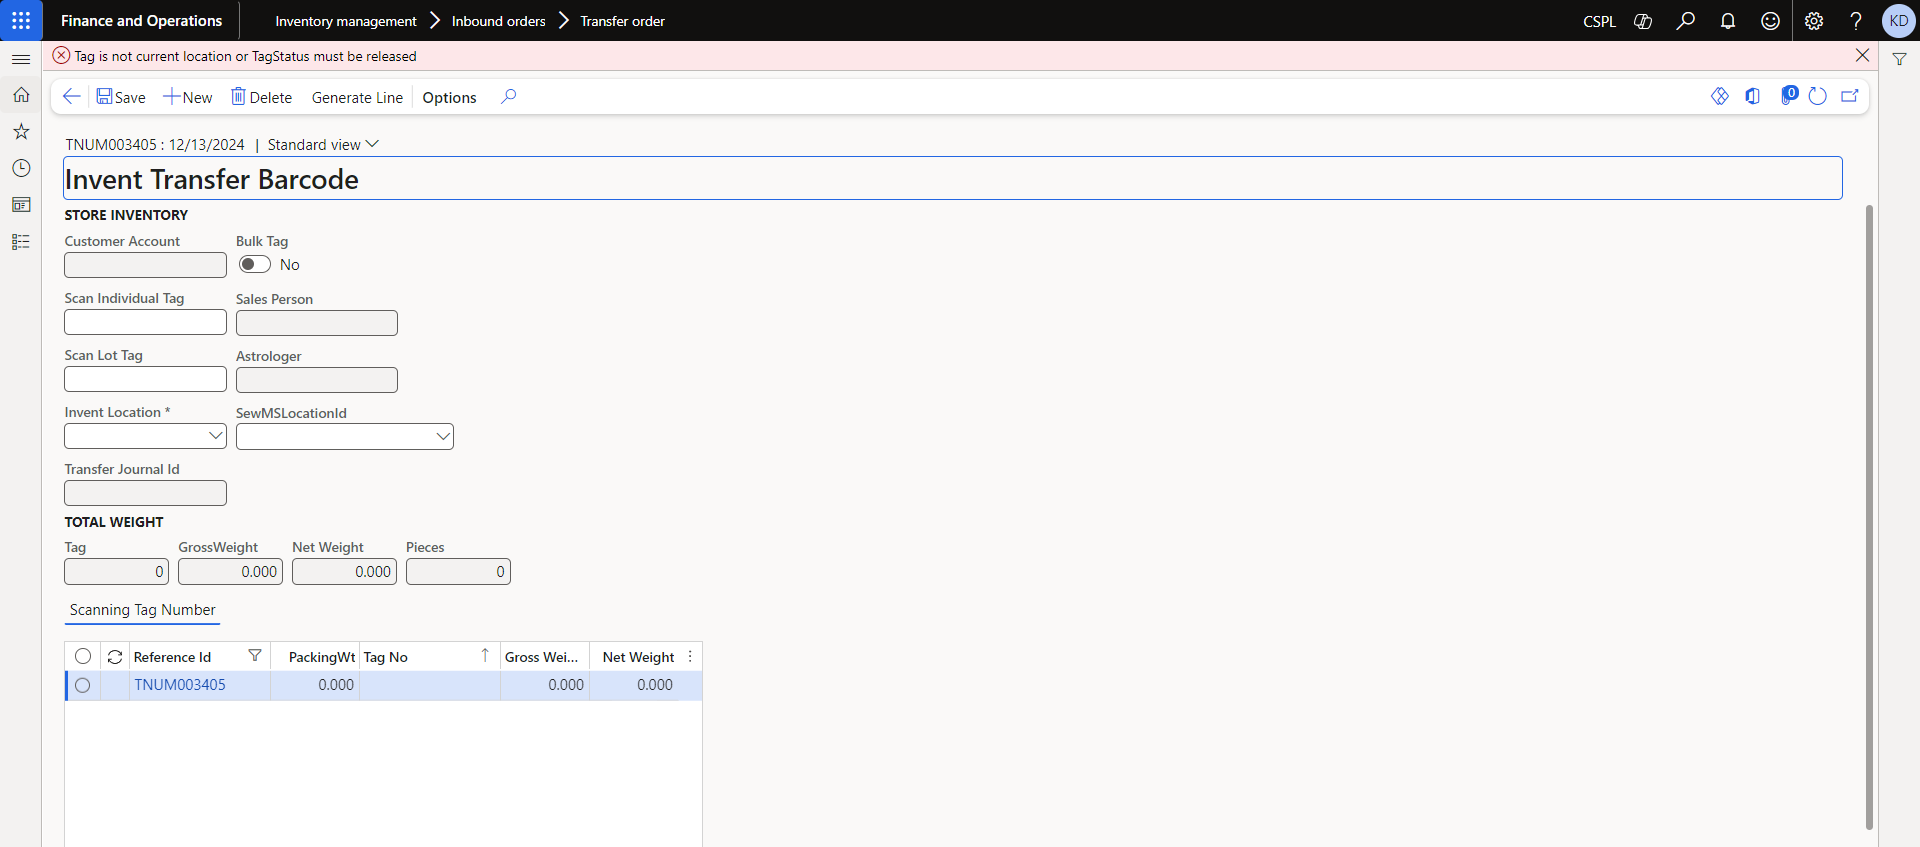 Finance and Operations
Inventory management > Inbound orders > Transfer order
CSPL
? KD
Tag is not current location or TagStatus must be released
Save
New
Delete
Generate Line
Options
0
TNUM003405 : 12/13/2024 | Standard view
Invent Transfer Barcode
STORE INVENTORY
Customer Account
Bulk Tag
No
Scan Individual Tag
Sales Person
Scan Lot Tag
Astrologer
Invent Location *
SewMSLocationId
Transfer Journal Id
TOTAL WEIGHT
Tag GrossWeight Net Weight Pieces
0 0.000 0.000 0
Scanning Tag Number
Reference Id PackingWt Tag No Gross Wei... Net Weight
TNUM003405 0.000 0.000 0.000